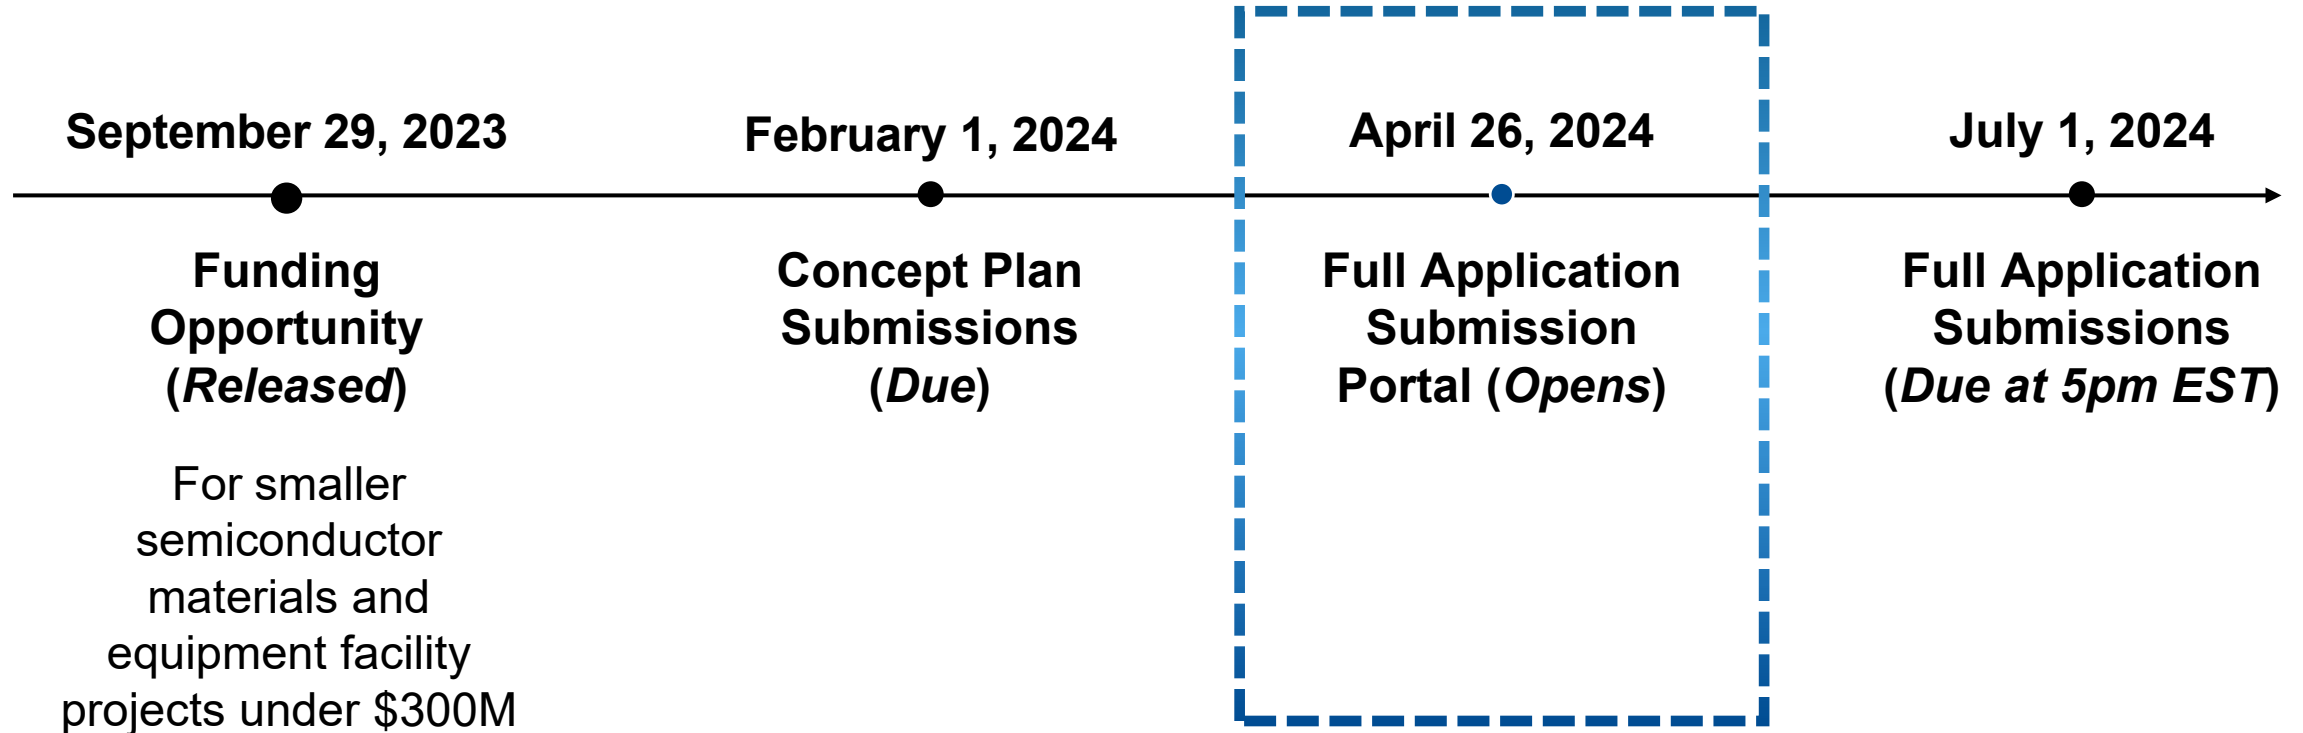 September 29, 2023
Funding
Opportunity
(Released)
For smaller
semiconductor
materials and
equipment facility
projects under $300M
February 1, 2024
Concept Plan
Submissions
(Due)
April 26, 2024
Full Application
Submission
Portal (Opens)
July 1, 2024
Full Application
Submissions
(Due at 5pm EST)